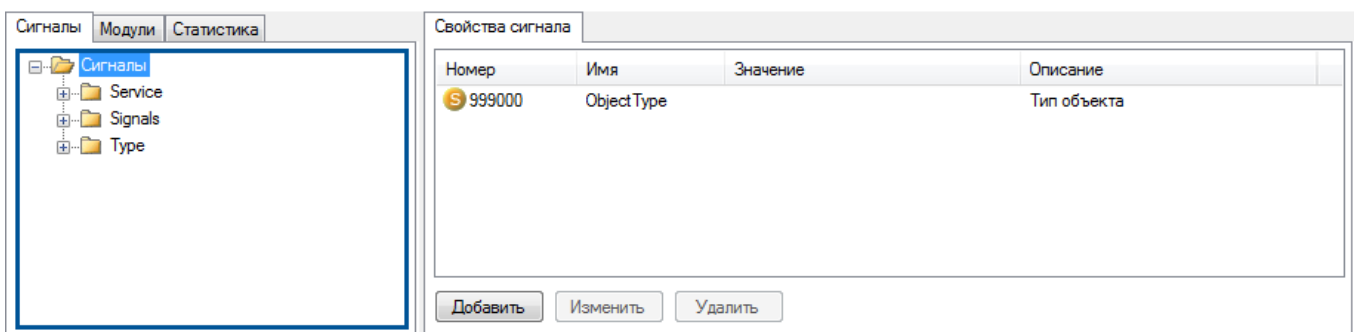 Сигналы Модули Статистика
Сигналы
Service
Signals
Type
Свойства сигнала
Номер Имя Значение Описание
S 999000 ObjectType Тип объекта
Добавить Изменить Удалить